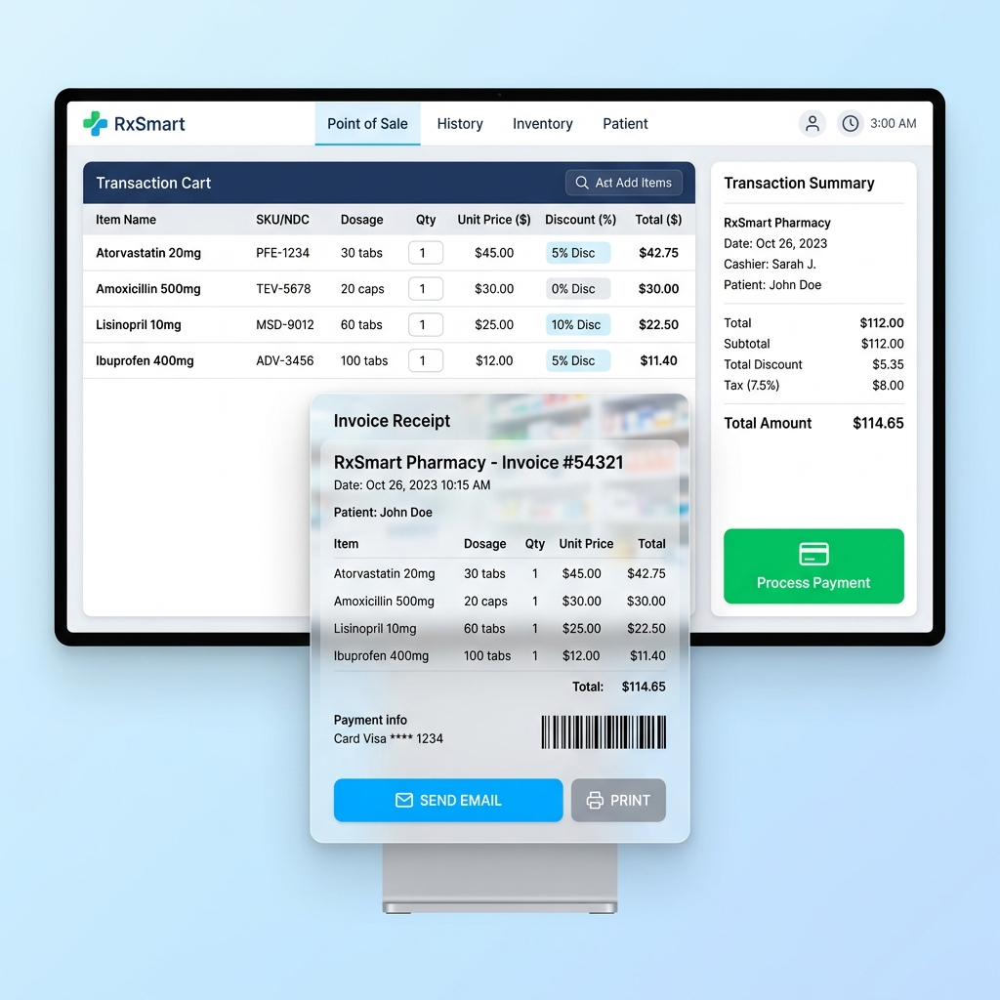 RxSmart
Point of Sale History Inventory Patient
3:00 AM
Transaction Cart
Act Add Items
Item Name SKU/NDC Dosage Qty Unit Price ($) Discount (%) Total ($)
Atorvastatin 20mg PFE-1234 30 tabs 1 $45.00 5% Disc $42.75
Amoxicillin 500mg TEV-5678 20 caps 1 $30.00 0% Disc $30.00
Lisinopril 10mg MSD-9012 60 tabs 1 $25.00 10% Disc $22.50
Ibuprofen 400mg ADV-3456 100 tabs 1 $12.00 5% Disc $11.40
Transaction Summary
RxSmart Pharmacy
Date: Oct 26, 2023
Cashier: Sarah J.
Patient: John Doe
Total $112.00
Subtotal $112.00
Total Discount $5.35
Tax (7.5%) $8.00
Total Amount $114.65
Process Payment
Invoice Receipt
RxSmart Pharmacy - Invoice #54321
Date: Oct 26, 2023 10:15 AM
Patient: John Doe
Item Dosage Qty Unit Price Total
Atorvastatin 20mg 30 tabs 1 $45.00 $42.75
Amoxicillin 500mg 20 caps 1 $30.00 $30.00
Lisinopril 10mg 60 tabs 1 $25.00 $22.50
Ibuprofen 400mg 100 tabs 1 $12.00 $11.40
Total: $114.65
Payment info
Card Visa **** 1234
SEND EMAIL
PRINT